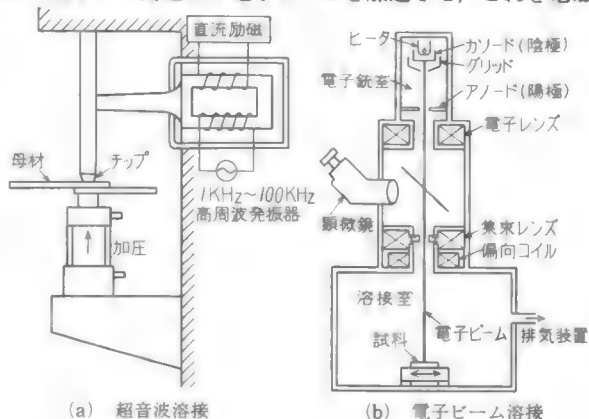 直流励磁
母材
チップ
1KHz~100KHz
高周波発振器
加圧
(a) 超音波溶接
ヒータ
カソード(陰極)
グリッド
電子銃室
アノード(陽極)
電子レンズ
顕微鏡
集束レンズ
偏向コイル
溶接室
電子ビーム
排気装置
試料
(b) 電子ビーム溶接